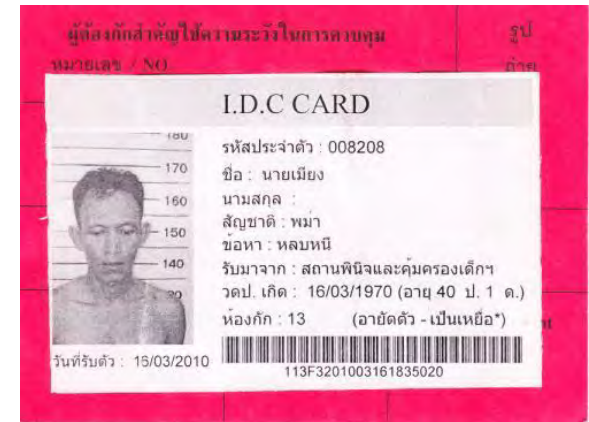 ผู้ต้องกักสำคัญใช้ความระวังในการควบคุม
รูป
หมายเลข / NO
ถ่าย
I.D.C CARD
180
170
160
150
140
รหัสประจำตัว : 008208
ชื่อ : นายเมียง
นามสกุล :
สัญชาติ : พม่า
ข้อหา : หลบหนี
รับมาจาก : สถานพินิจและคุ้มครองเด็กฯ
วดป. เกิด : 16/03/1970 (อายุ 40 ป. 1 ด.)
ห้องกัก : 13 (อายัดตัว - เป็นเหยื่อ*)
วันที่รับตัว : 16/03/2010
113F3201003161835020